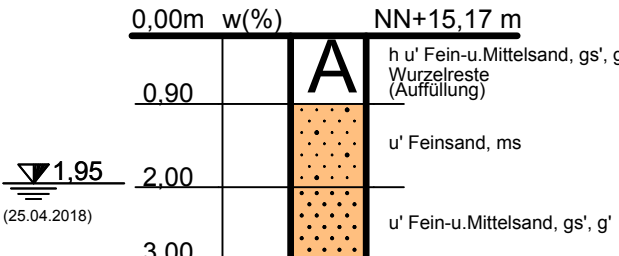 0,00m w(%) NN+15,17 m
A
h u' Fein-u.Mittelsand, gs', g
Wurzelreste
(Auffüllung)
0,90
u' Feinsand, ms
1,95
(25.04.2018)
2,00
u' Fein-u.Mittelsand, gs', g'
3,00